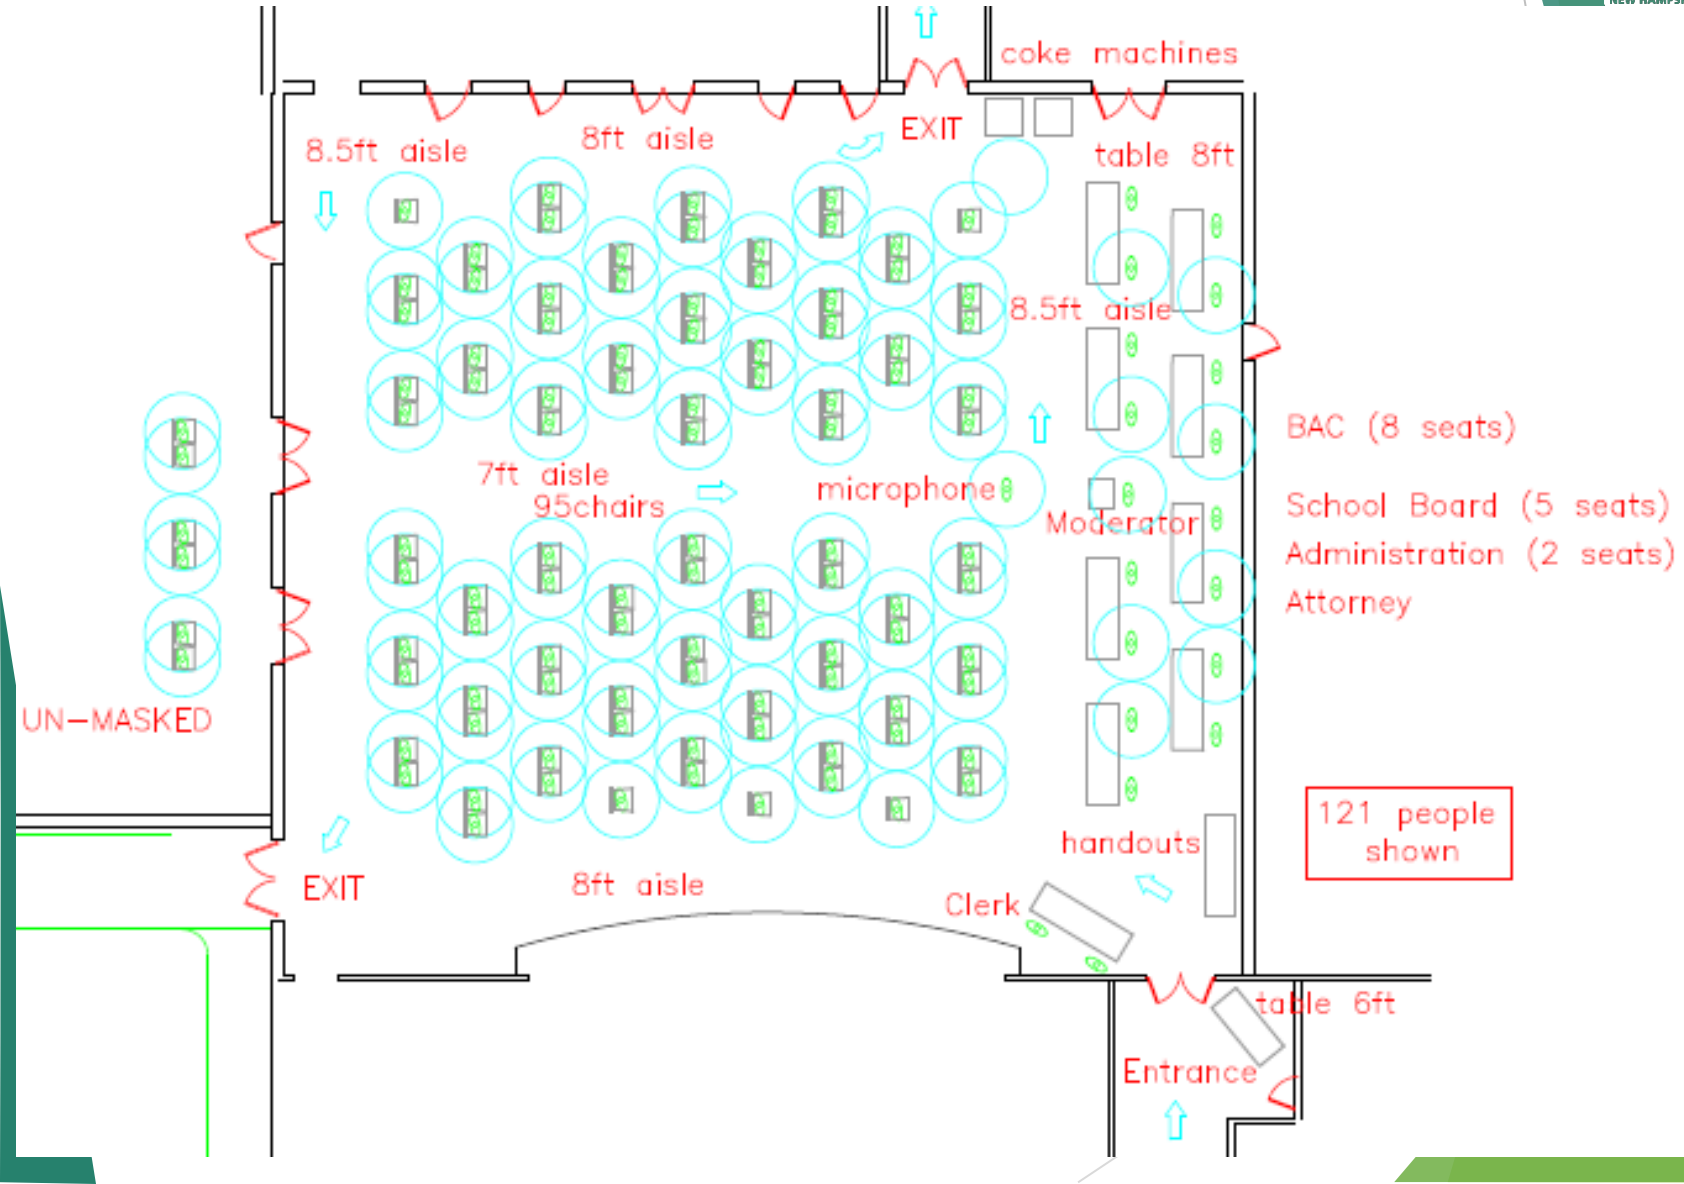 NEW HAMPSHI
coke machines
EXIT
8ft aisle
8.5ft aisle
table 8ft
8.5ft aisle
BAC (8 seats)
7ft aisle
95chairs
microphone
Moderator
School Board (5 seats)
Administration (2 seats)
Attorney
UN-MASKED
121 people
shown
handouts
EXIT
8ft aisle
Clerk
table 6ft
Entrance